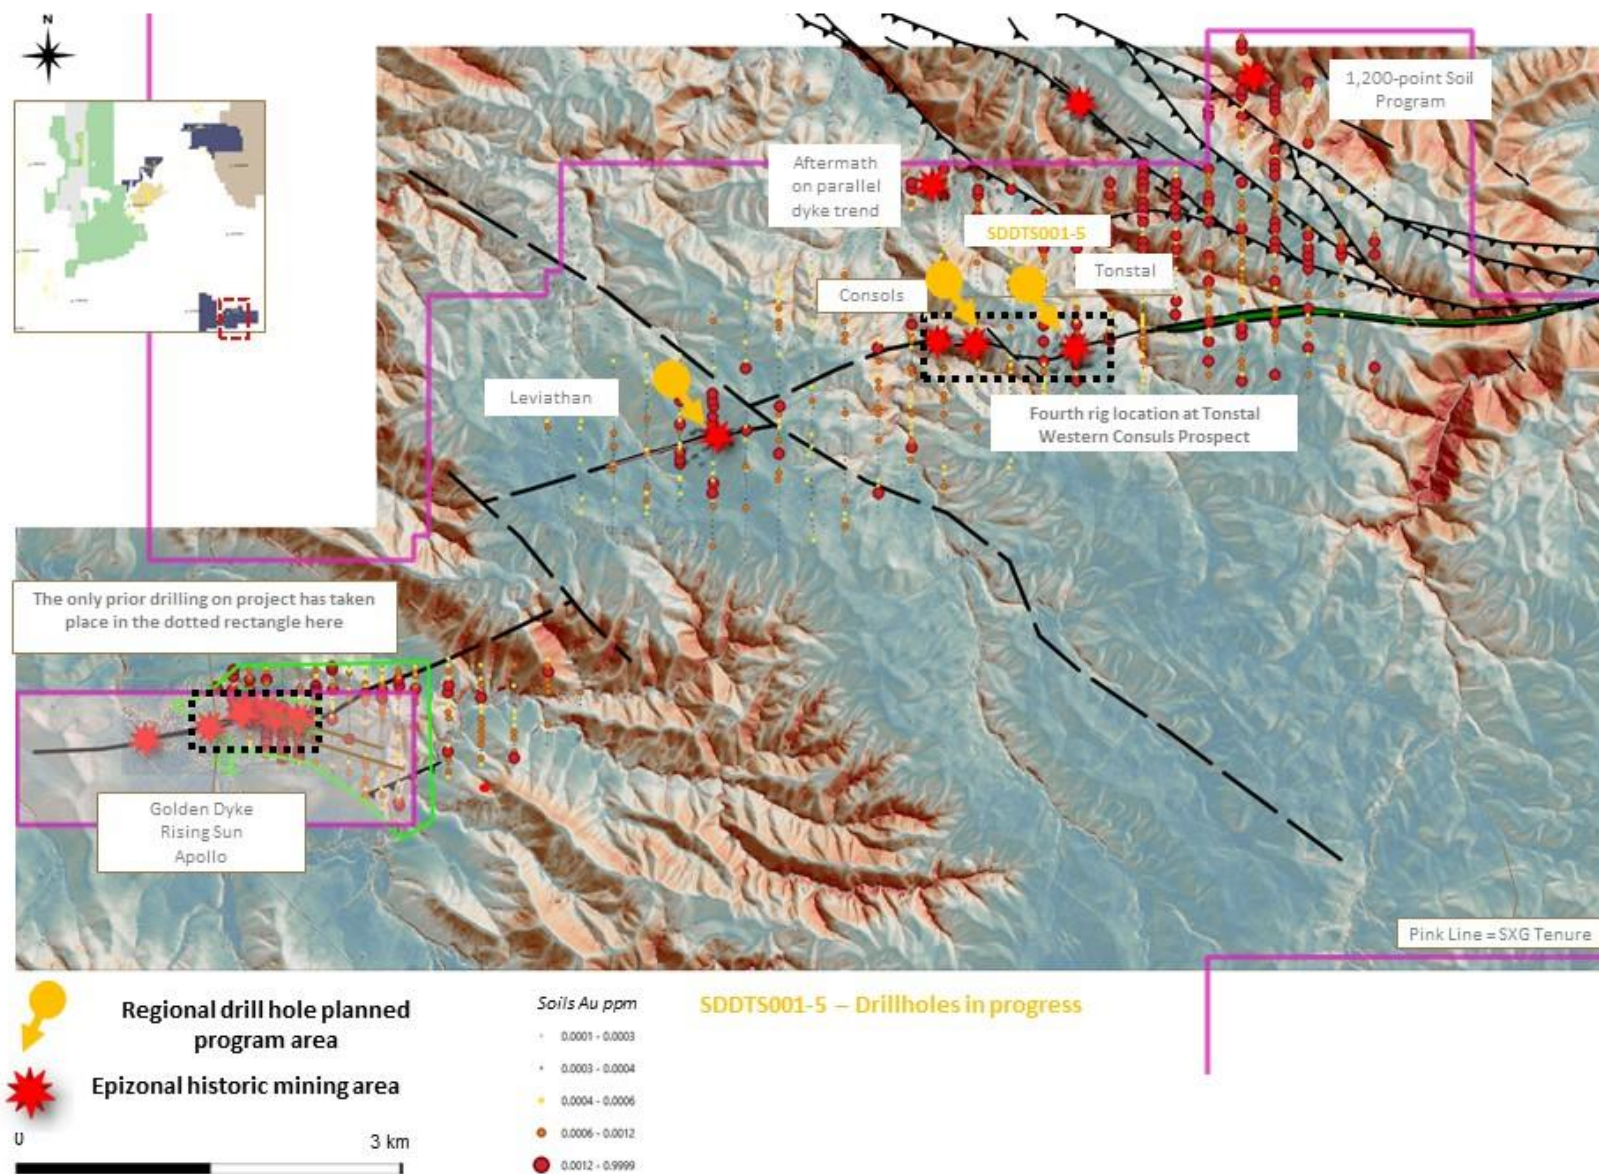 N
1,200-point Soil
Program
Aftermath
on parallel
dyke trend
SDDTS001-5
Tonstal
Consols
Leviathan
Fourth rig location at Tonstal
Western Consuls Prospect
The only prior drilling on project has taken
place in the dotted rectangle here
Golden Dyke
Rising Sun
Apollo
Pink Line = SXG Tenure
Regional drill hole planned
program area
Epizonal historic mining area
0
3 km
Soils Au ppm
0.0001 - 0.0003
0.0003 - 0.0004
0.0004 - 0.0006
0.0006 - 0.0012
0.0012 - 0.9999
SDDTS001-5 – Drillholes in progress